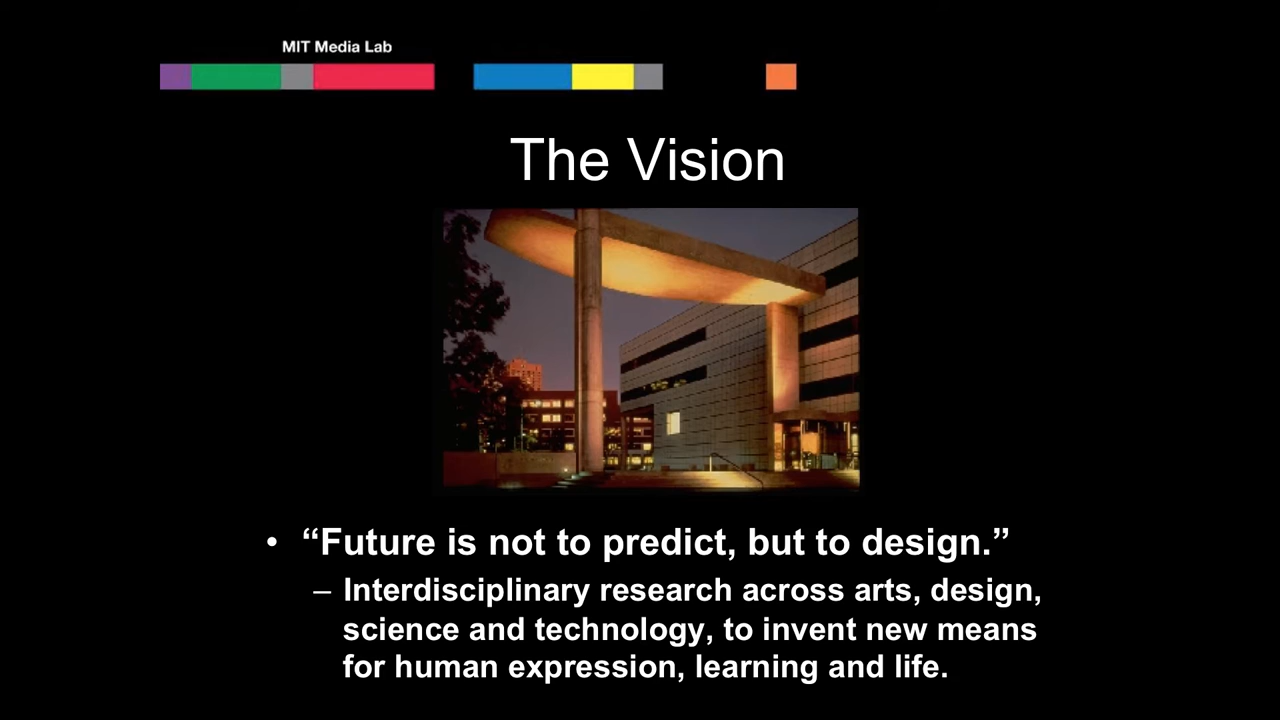 MIT Media Lab
The Vision
• “Future is not to predict, but to design.”
– Interdisciplinary research across arts, design,
science and technology, to invent new means
for human expression, learning and life.